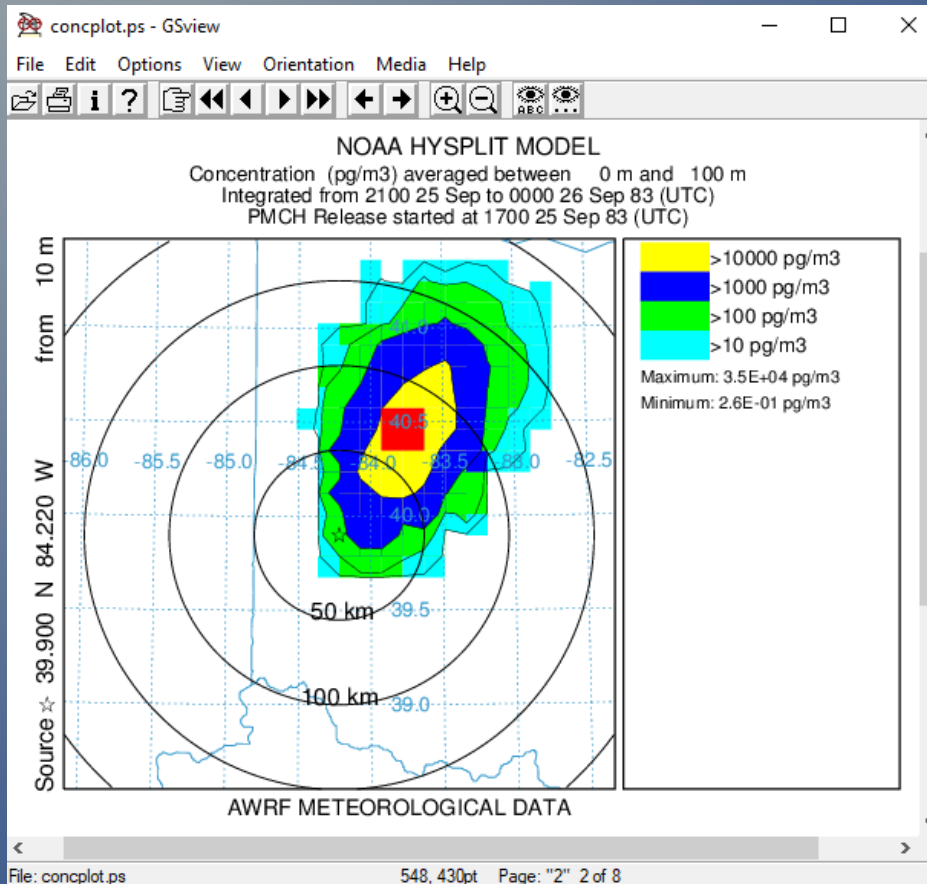 concplot.ps - GSview
File Edit Options View Orientation Media Help
ABC
NOAA HYSPLIT MODEL
Concentration (pg/m3) averaged between 0 m and 100 m
Integrated from 2100 25 Sep to 0000 26 Sep 83 (UTC)
PMCH Release started at 1700 25 Sep 83 (UTC)
Source ☆ 39.900 N 84.220 W from 10 m
41.0
40.5
-86.0 -85.5 -85.0 -84.5 -84.0 -83.5 -83.0 -82.5
40.0
50 km 39.5
100 km 39.0
>10000 pg/m3
>1000 pg/m3
>100 pg/m3
>10 pg/m3
Maximum: 3.5E+04 pg/m3
Minimum: 2.6E-01 pg/m3
AWRF METEOROLOGICAL DATA
File: concplot.ps 548, 430pt Page: "2" 2 of 8